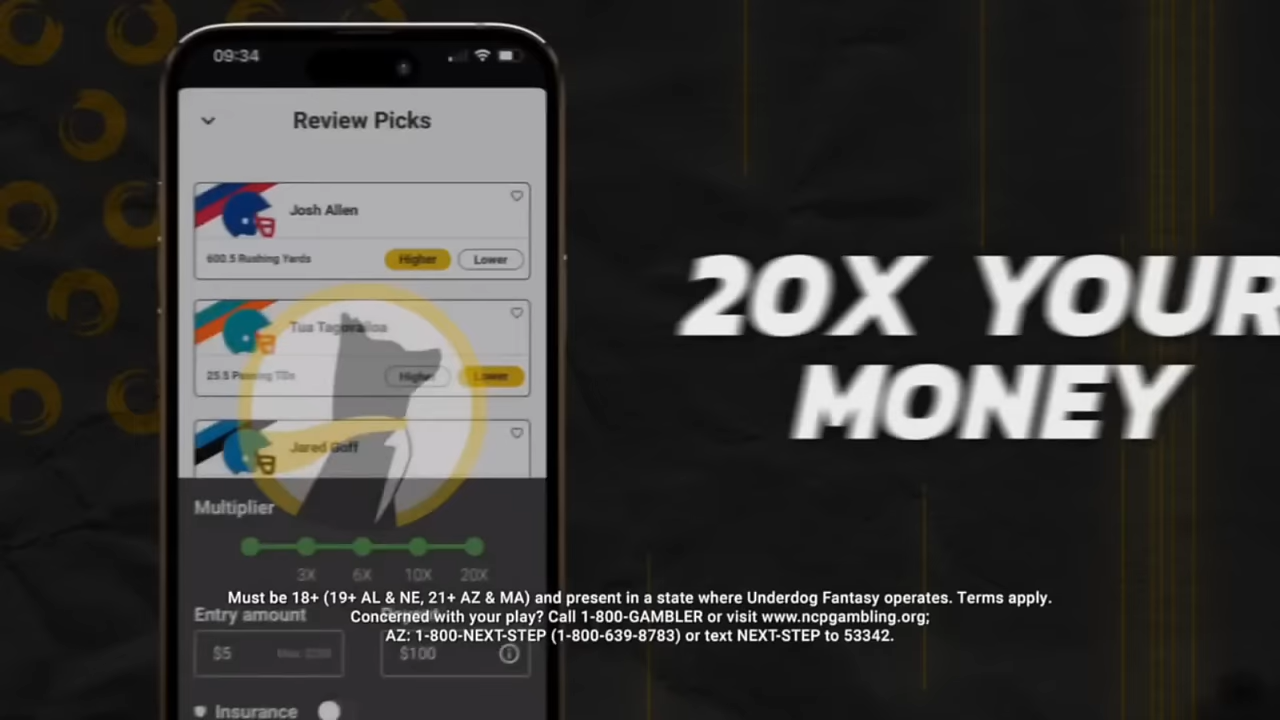 09:34
Review Picks
Josh Allen
600.5 Rushing Yards
Higher
Lower
20X YOUR
MONEY
Tua Tagovailoa
25.5 Passing TDs
Higher
Lower
Jared Goff
Multiplier
3X
6X
10X
20X
Must be 18+ (19+ AL & NE, 21+ AZ & MA) and present in a state where Underdog Fantasy operates. Terms apply.
Concerned with your play? Call 1-800-GAMBLER or visit www.ncpgambling.org;
AZ: 1-800-NEXT-STEP (1-800-639-8783) or text NEXT-STEP to 53342.
Entry amount
$5
$100
Insurance